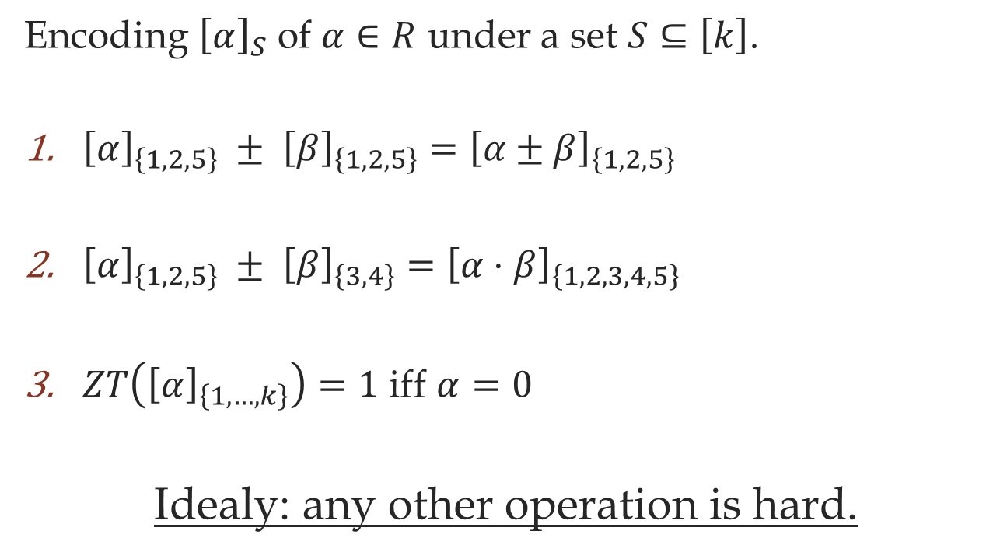 Encoding [α]_S of α ∈ R under a set S ⊆ [k].
1. [α]_{1,2,5} ± [β]_{1,2,5} = [α ± β]_{1,2,5}
2. [α]_{1,2,5} ± [β]_{3,4} = [α · β]_{1,2,3,4,5}
3. ZT([α]_{1,...,k}) = 1 iff α = 0
Idealy: any other operation is hard.